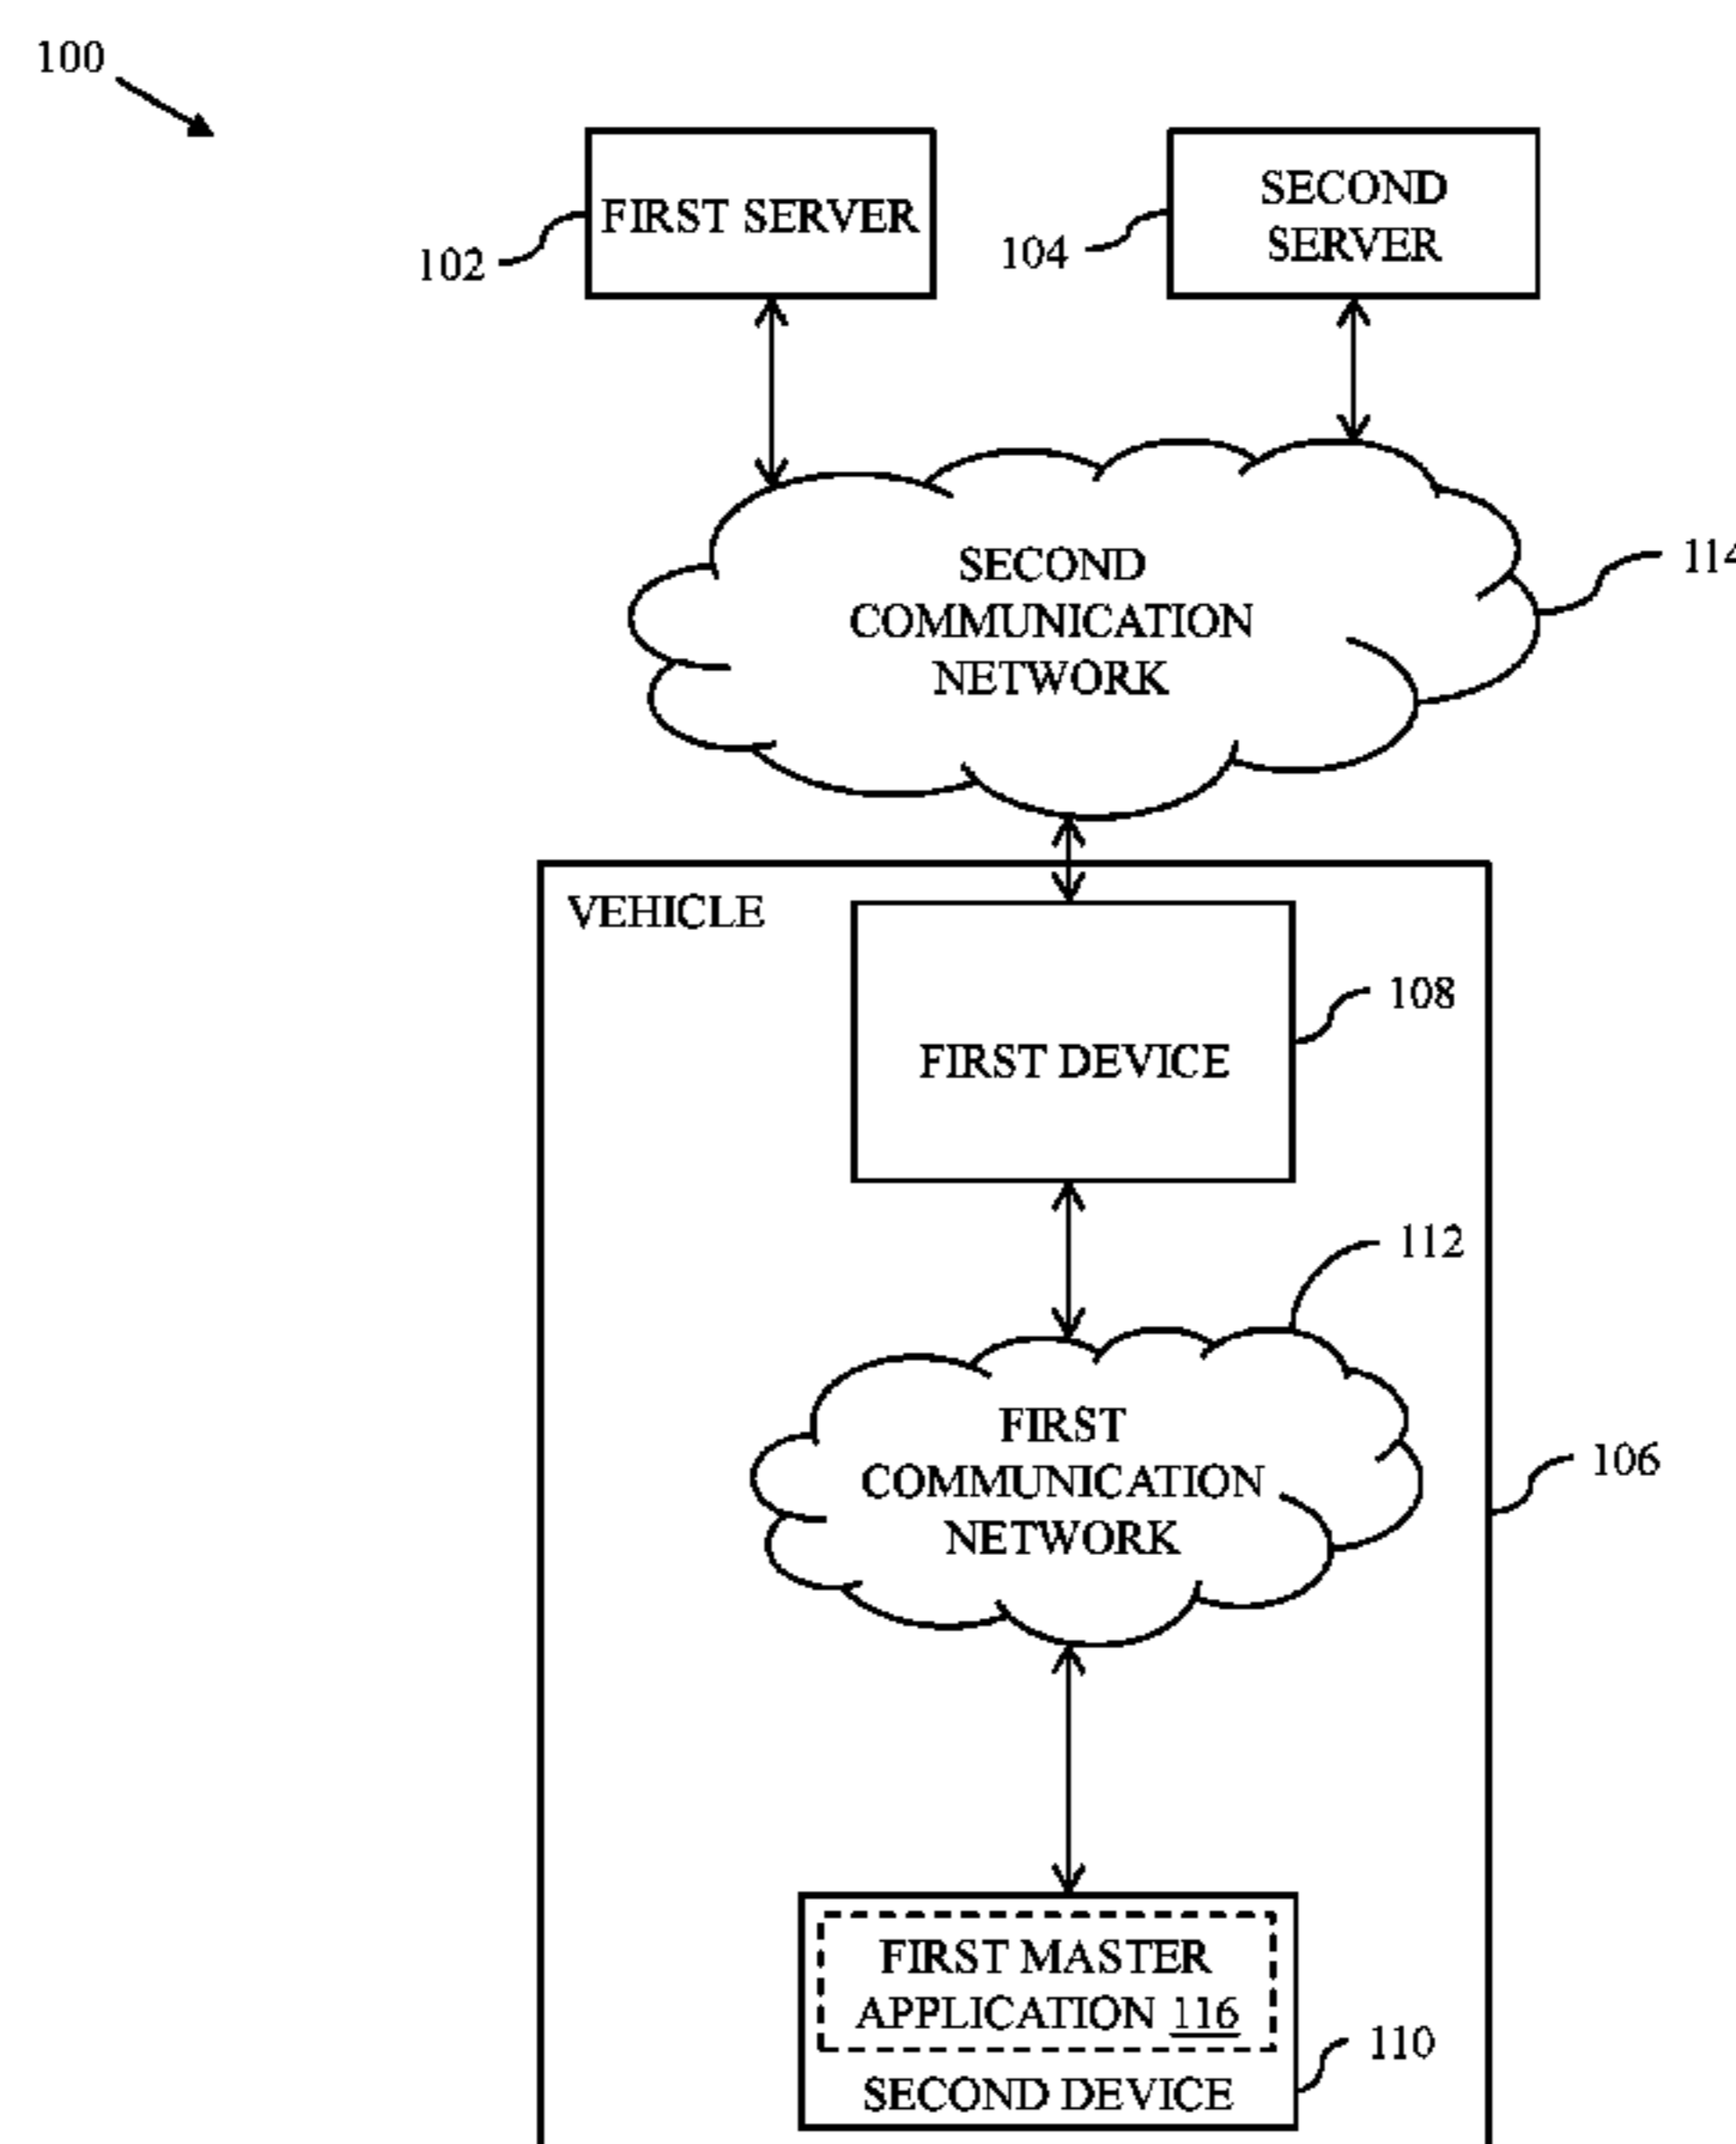 100
FIRST SERVER
102
SECOND
SERVER
104
SECOND
COMMUNICATION
NETWORK
114
VEHICLE
FIRST DEVICE
108
112
FIRST
COMMUNICATION
NETWORK
106
FIRST MASTER
APPLICATION 116
SECOND DEVICE
110